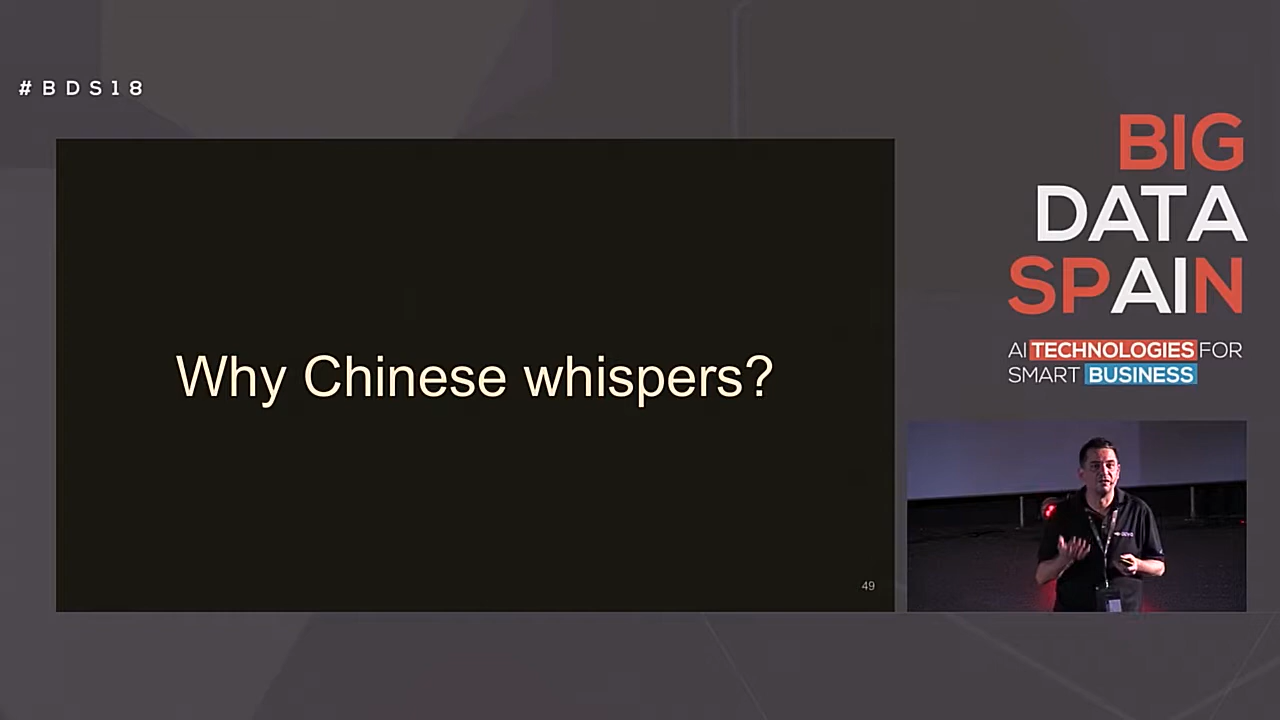 #BDS18
BIG
DATA
SPAIN
AI TECHNOLOGIES FOR
SMART BUSINESS
Why Chinese whispers?
49